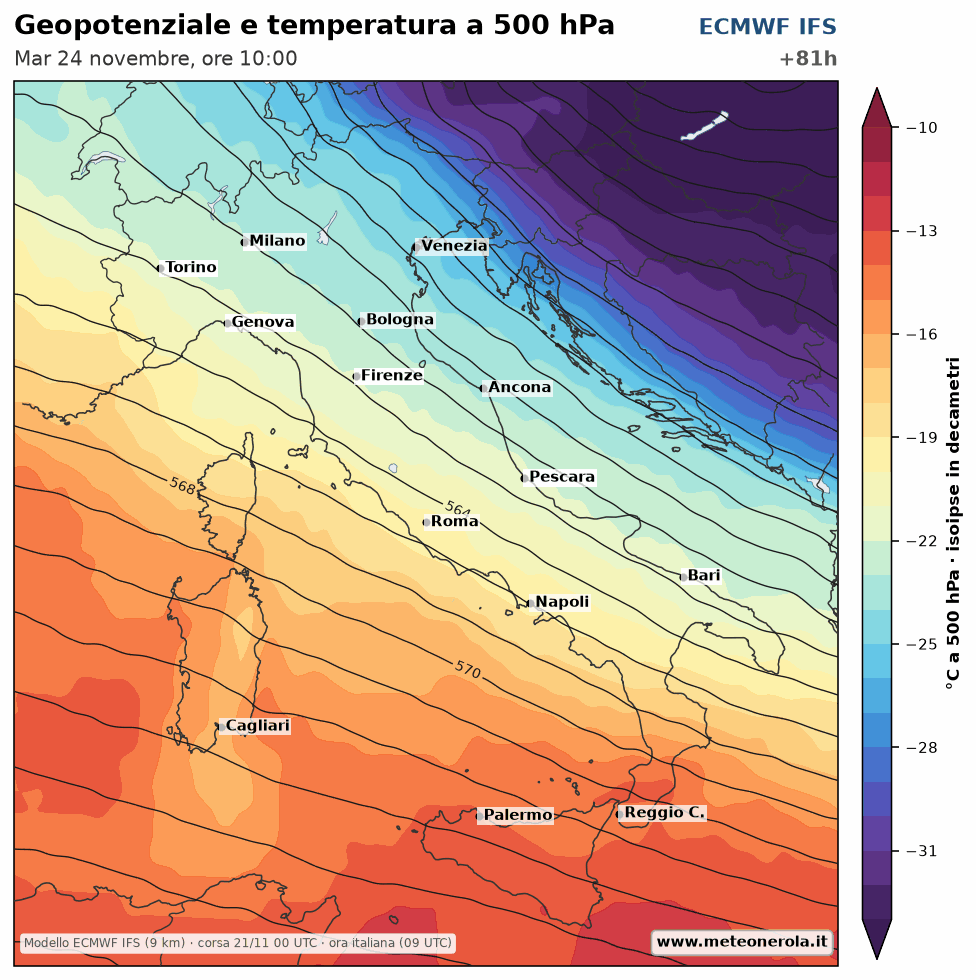 Geopotenziale e temperatura a 500 hPa
ECMWF IFS
Mar 24 novembre, ore 10:00
+81h
Milano
Venezia
Torino
Genova
Bologna
Firenze
Ancona
Pescara
568
564
Roma
Bari
Napoli
570
Cagliari
Palermo
Reggio C.
−10
−13
−16
−19
−22
−25
−28
−31
°C a 500 hPa · isoipse in decametri
Modello ECMWF IFS (9 km) · corsa 21/11 00 UTC · ora italiana (09 UTC)
www.meteonerola.it